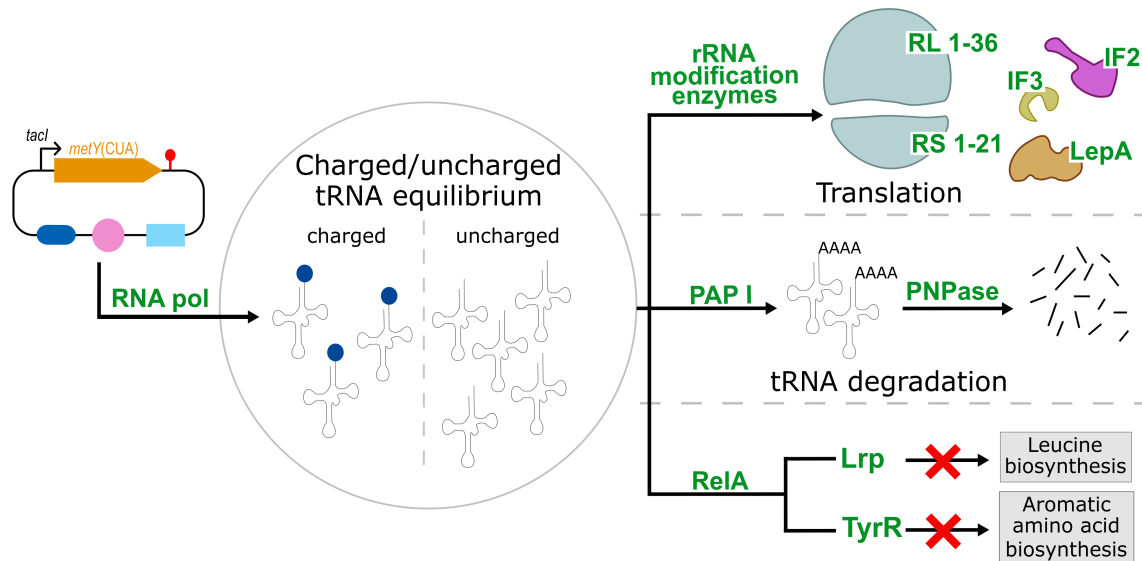 tacI
metY(CUA)
RNA pol
Charged/uncharged
tRNA equilibrium
charged
uncharged
rRNA
modification
enzymes
RL 1-36
RS 1-21
IF2
IF3
LepA
Translation
PAP I
AAAA
AAAA
PNPase
tRNA degradation
RelA
Lrp
Leucine
biosynthesis
TyrR
Aromatic
amino acid
biosynthesis